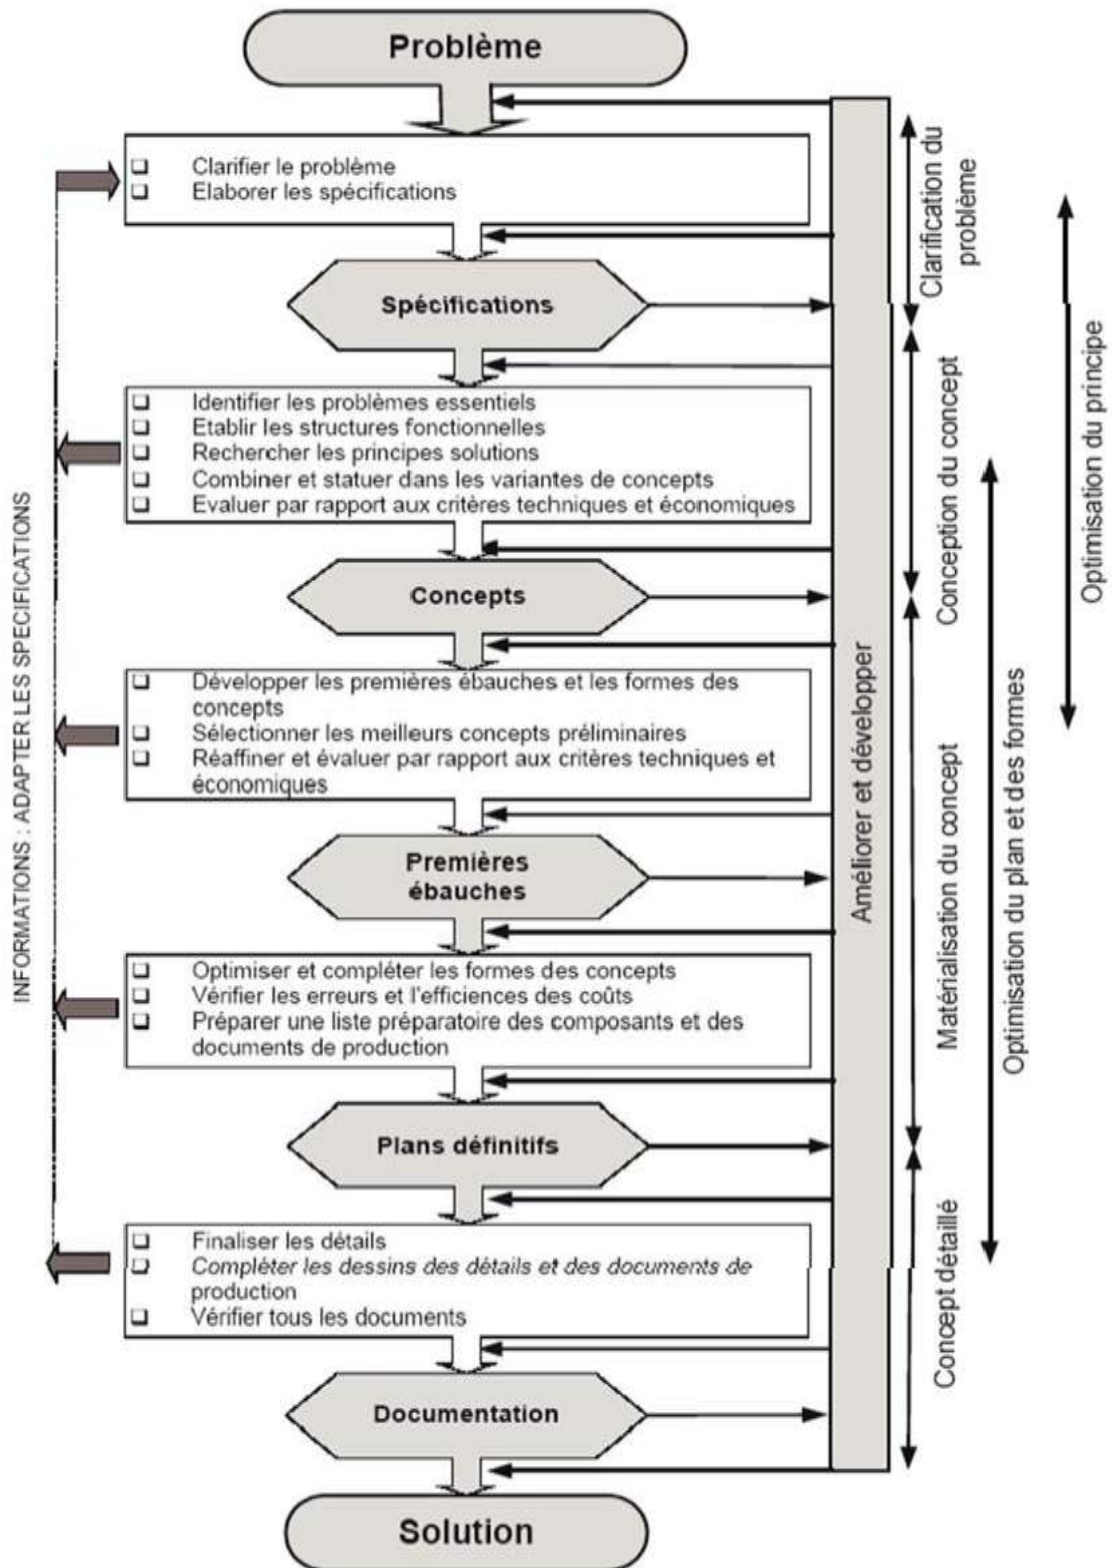 Problème
❑ Clarifier le problème
❑ Elaborer les spécifications
Spécifications
❑ Identifier les problèmes essentiels
❑ Etablir les structures fonctionnelles
❑ Rechercher les principes solutions
❑ Combiner et statuer dans les variantes de concepts
❑ Evaluer par rapport aux critères techniques et économiques
Concepts
❑ Développer les premières ébauches et les formes des
concepts
❑ Sélectionner les meilleurs concepts préliminaires
❑ Réaffiner et évaluer par rapport aux critères techniques et
économiques
Premières
ébauches
❑ Optimiser et compléter les formes des concepts
❑ Vérifier les erreurs et l'efficiences des coûts
❑ Préparer une liste préparatoire des composants et des
documents de production
Plans définitifs
❑ Finaliser les détails
❑ Compléter les dessins des détails et des documents de
production
❑ Vérifier tous les documents
Documentation
Solution
INFORMATIONS : ADAPTER LES SPECIFICATIONS
Améliorer et développer
Clarification du
problème
Conception du concept
Matérialisation du concept
Concept détaillé
Optimisation du plan et des formes
Optimisation du principe